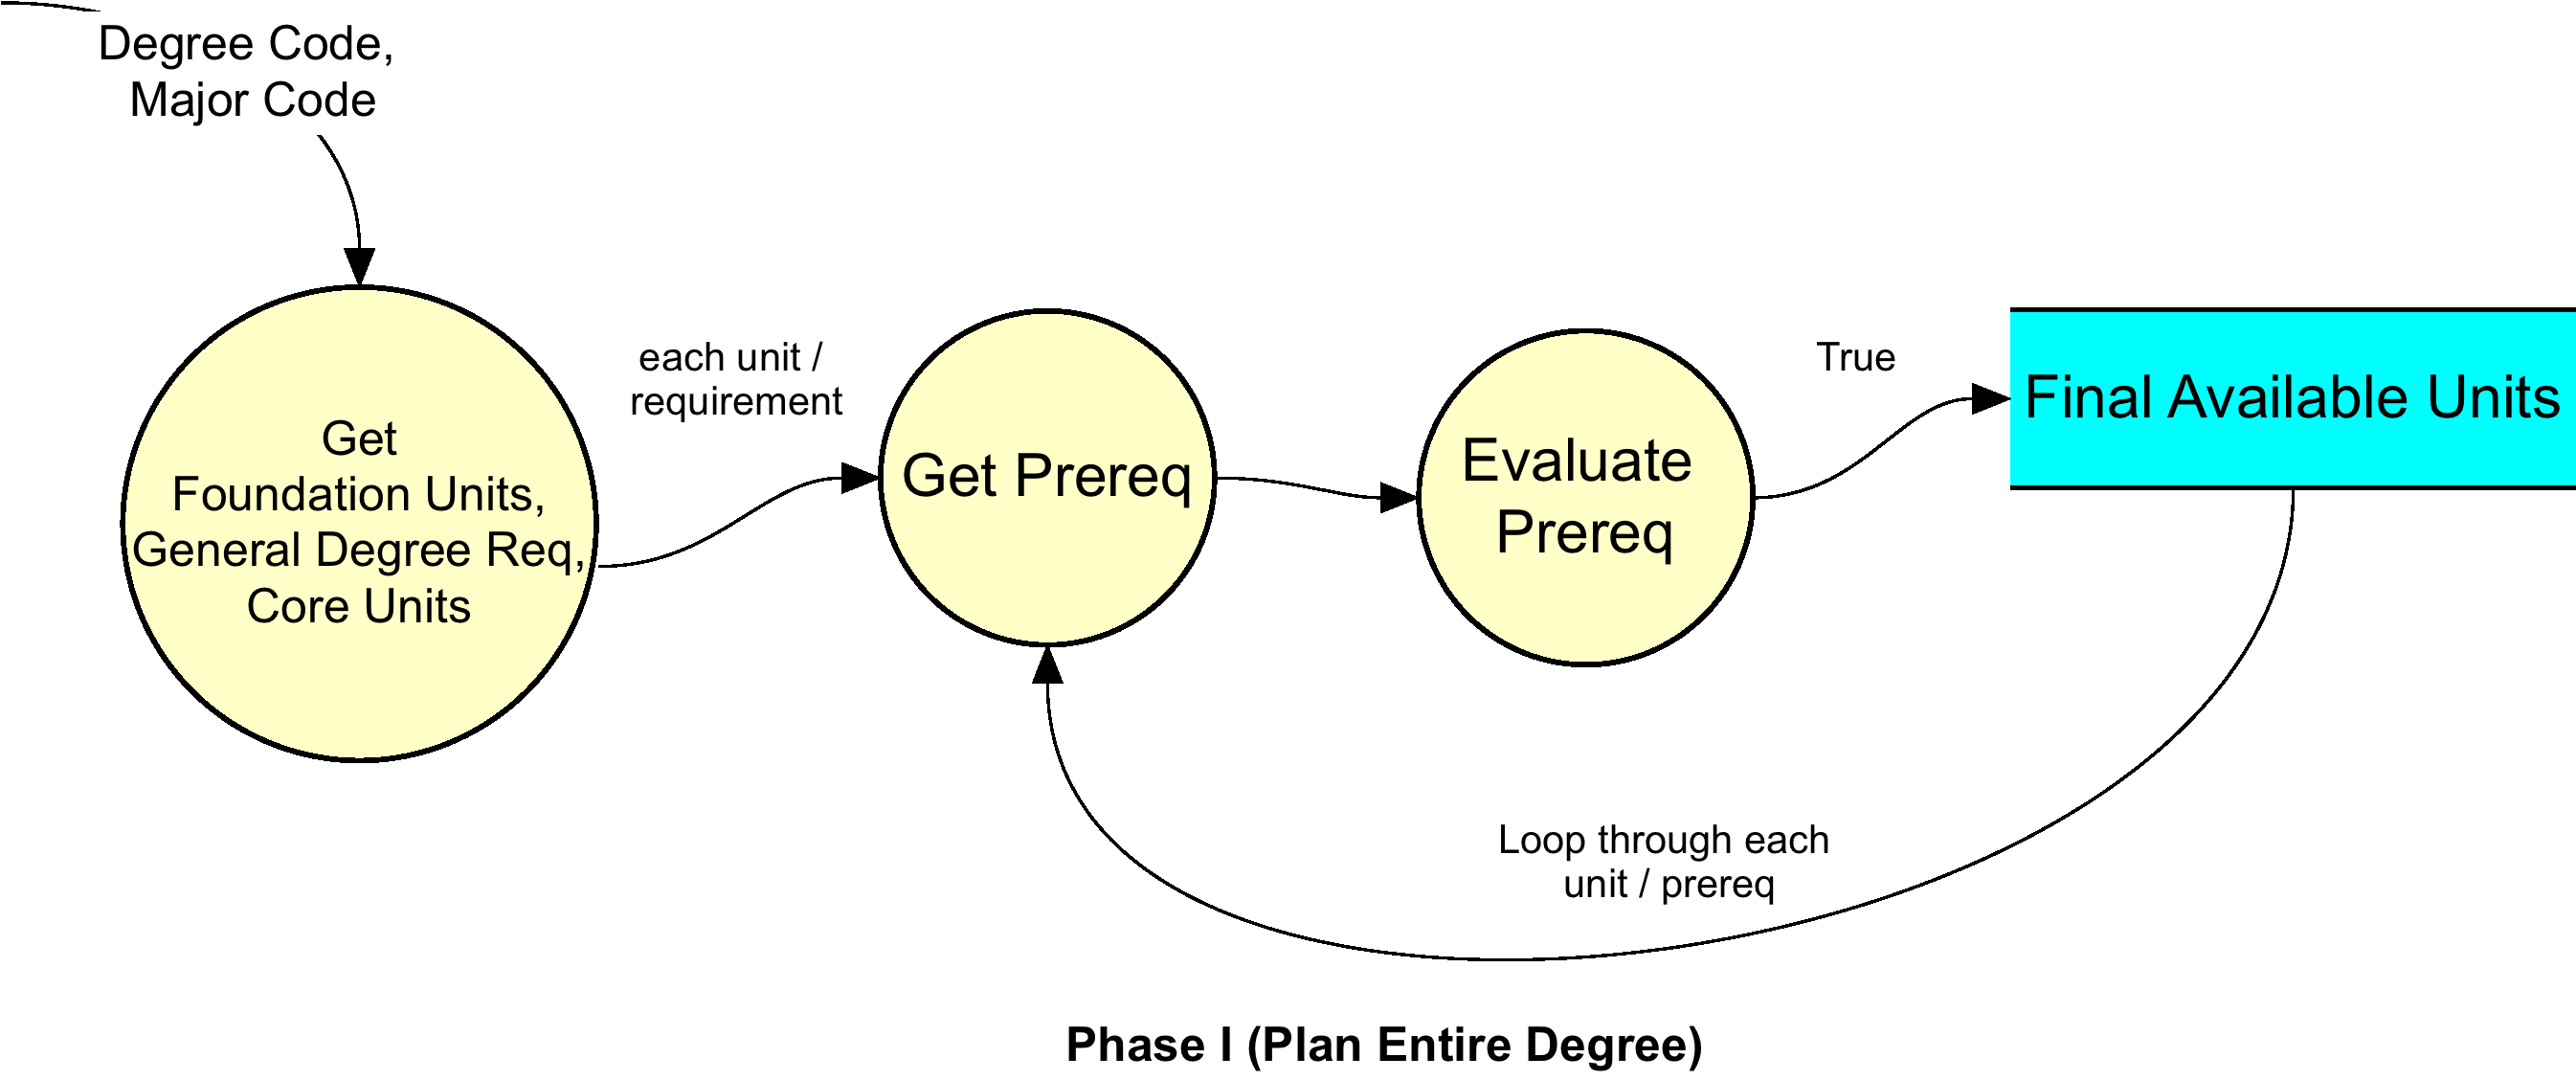 Degree Code,
Major Code
Get
Foundation Units,
General Degree Req,
Core Units
each unit /
requirement
Get Prereq
Evaluate
Prereq
True
Final Available Units
Loop through each
unit / prereq
Phase I (Plan Entire Degree)